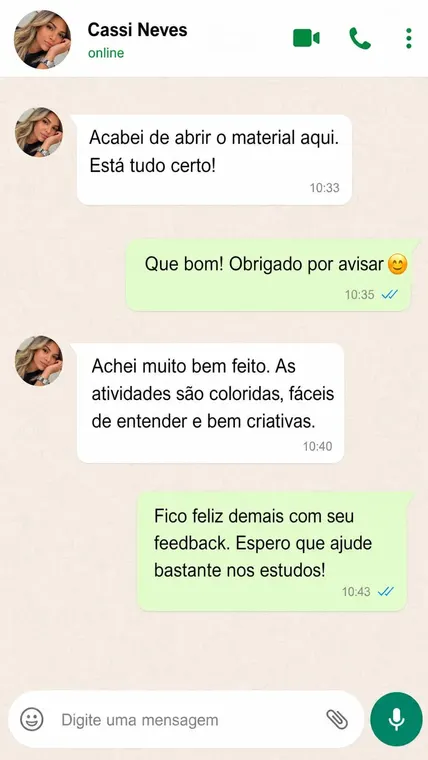 Cassi Neves
online
Acabei de abrir o material aqui.
Está tudo certo!
10:33
Que bom! Obrigado por avisar 😊
10:35
Achei muito bem feito. As
atividades são coloridas, fáceis
de entender e bem criativas.
10:40
Fico feliz demais com seu
feedback. Espero que ajude
bastante nos estudos!
10:43
Digite uma mensagem